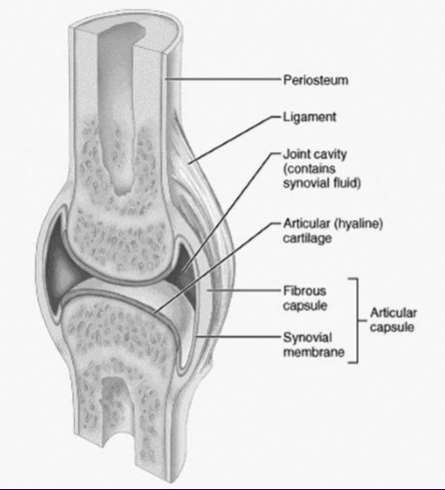 Periosteum
Ligament
Joint cavity
(contains
synovial fluid)
Articular (hyaline)
cartilage
Fibrous
capsule
Synovial
membrane
Articular
capsule